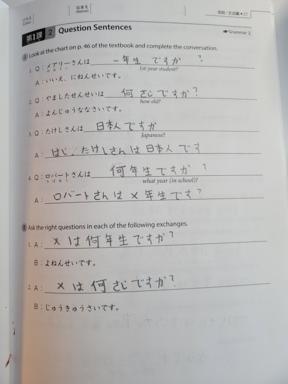 第1課 2 Question Sentences
Grammar 2
Look at the chart on p. 46 of the textbook and complete the conversation.
1. Q：メアリーさんは 一年生ですか？
(1st year student)
A：いいえ、にねんせいです。
2. Q：やましたせんせいは 何さじですか？
how old?
A：よんじゅうななさいです。
3. Q：たけしさんは 日本人ですか
Japanese?
A：はじ、たけしさんは日本人です
4. Q：ロバートさんは 何年生ですか？
what year (in school)?
A：ロバートさんは × 年生です？
Ask the right questions in each of the following exchanges.
1. A：×は何年生ですか？
B：よねんせいです。
2. A：×は何さじですか？
B：じゅうきゅうさいです。